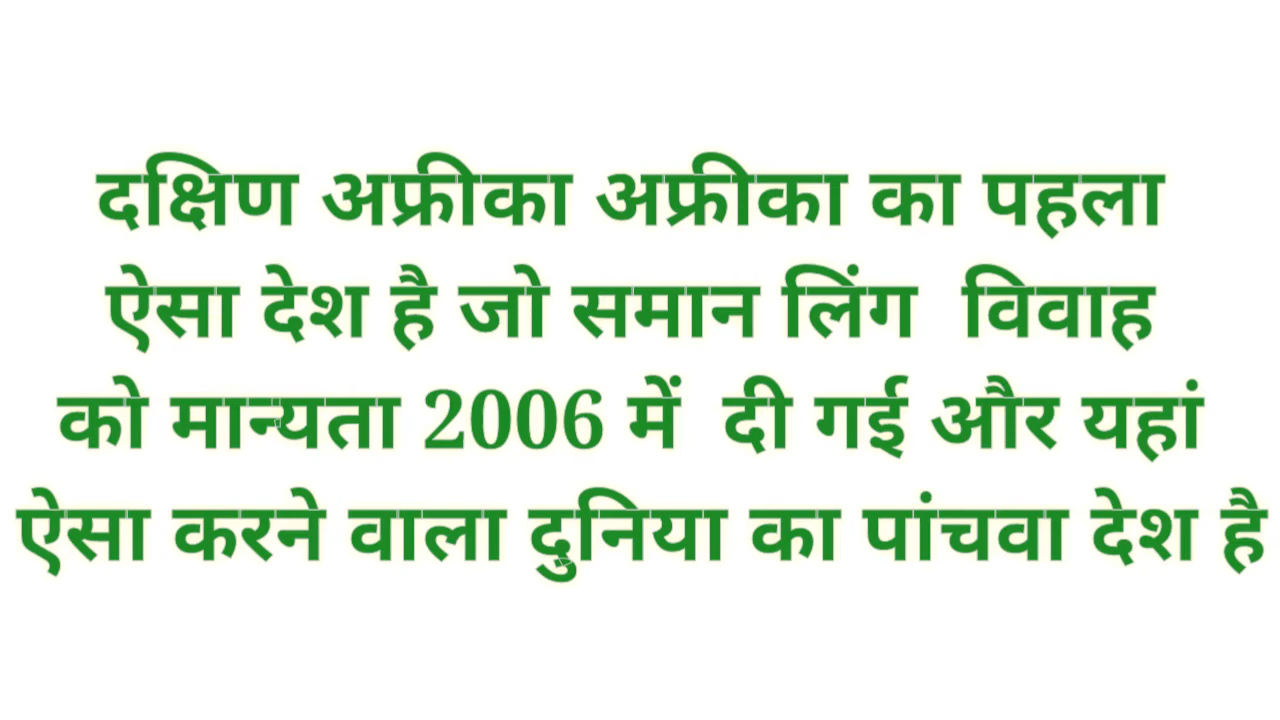 दक्षिण अफ्रीका अफ्रीका का पहला
ऐसा देश है जो समान लिंग  विवाह
को मान्यता 2006 में  दी गई और यहां
ऐसा करने वाला दुनिया का पांचवा देश है